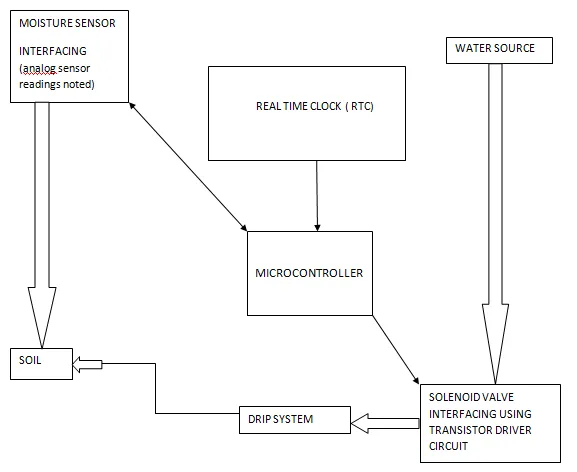 MOISTURE SENSOR
INTERFACING
(analog sensor
readings noted)
WATER SOURCE
REAL TIME CLOCK ( RTC)
MICROCONTROLLER
SOIL
DRIP SYSTEM
SOLENOID VALVE
INTERFACING USING
TRANSISTOR DRIVER
CIRCUIT